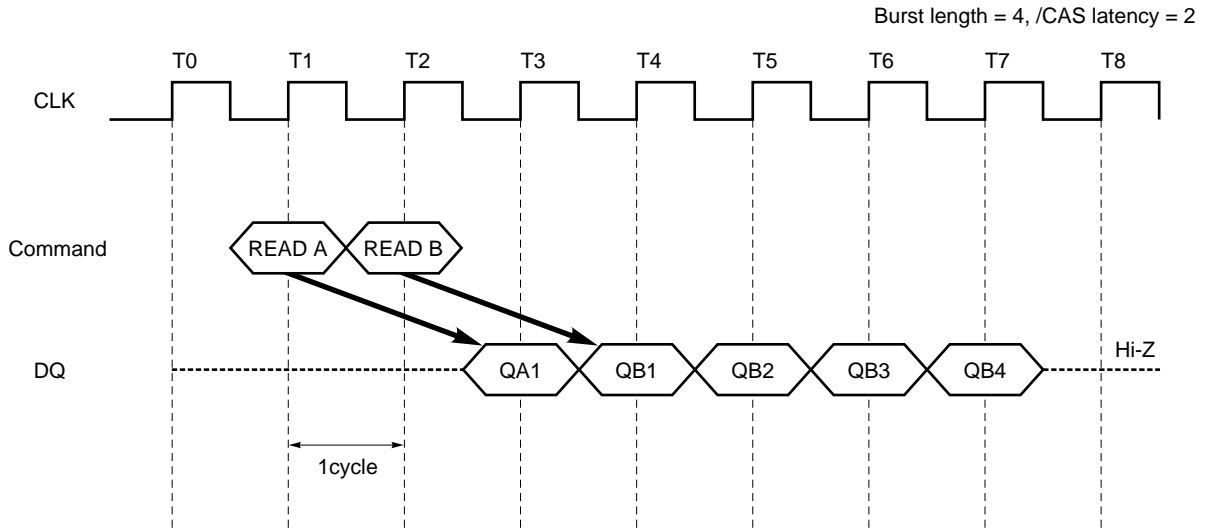 Burst length = 4, /CAS latency = 2
T0 T1 T2 T3 T4 T5 T6 T7 T8
CLK
Command READ A READ B
Hi-Z
DQ QA1 QB1 QB2 QB3 QB4
1cycle